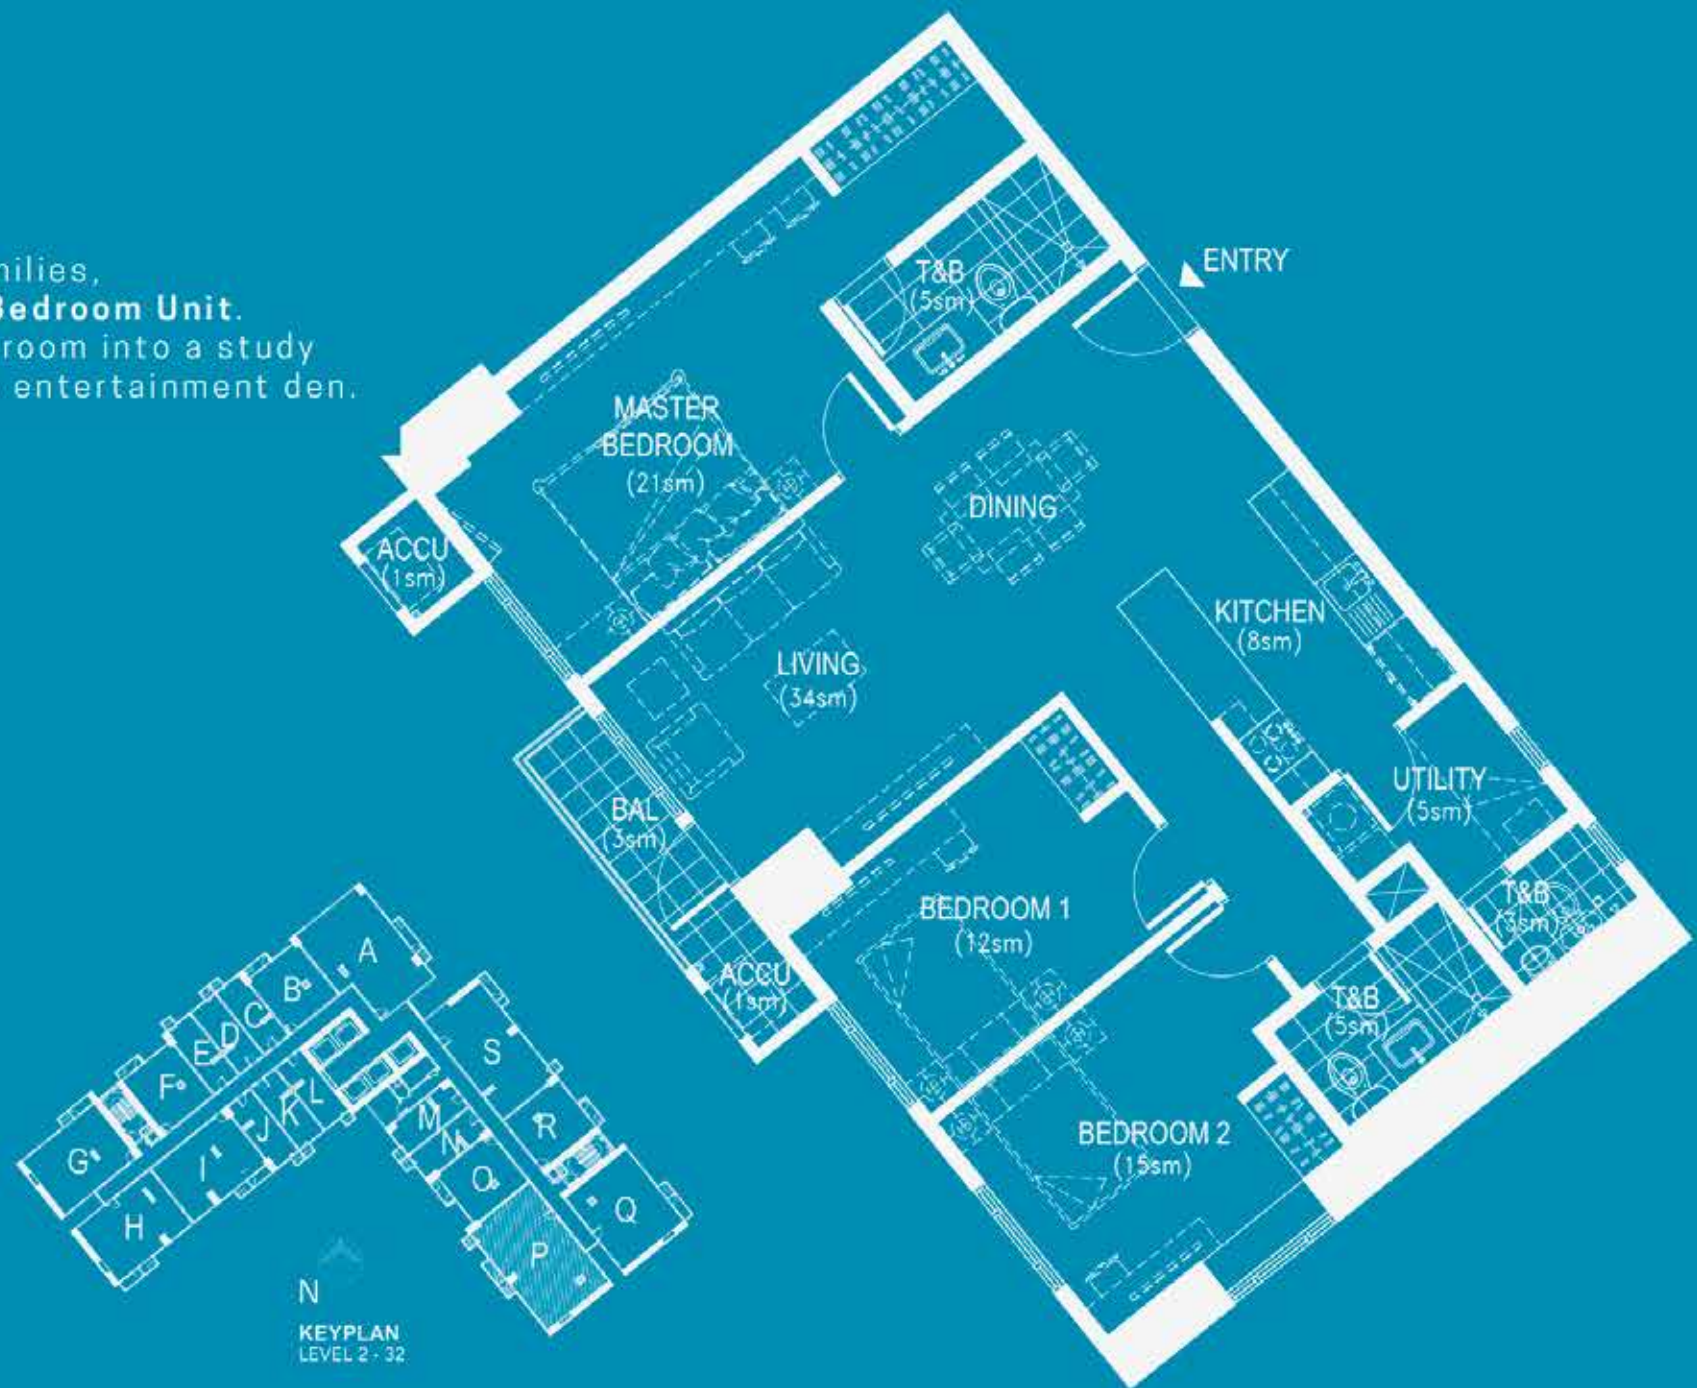 nilies,
Bedroom Unit.
room into a study
entertainment den.
ENTRY
T&B
(5sm)
MASTER
BEDROOM
(21sm)
DINING
ACCU
(1sm)
KITCHEN
(8sm)
LIVING
(34sm)
UTILITY
(5sm)
BAL
(3sm)
T&B
(3sm)
BEDROOM 1
(12sm)
ACCU
(1sm)
T&B
(5sm)
BEDROOM 2
(15sm)
A
B
C
D
E
F
G
H
I
J
K
L
M
N
O
P
Q
R
S
N
KEYPLAN
LEVEL 2 - 32